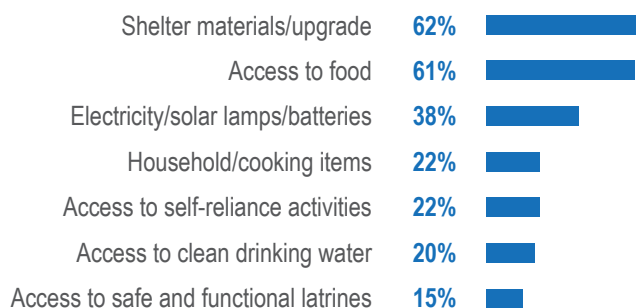 Shelter materials/upgrade 62%
Access to food 61%
Electricity/solar lamps/batteries 38%
Household/cooking items 22%
Access to self-reliance activities 22%
Access to clean drinking water 20%
Access to safe and functional latrines 15%